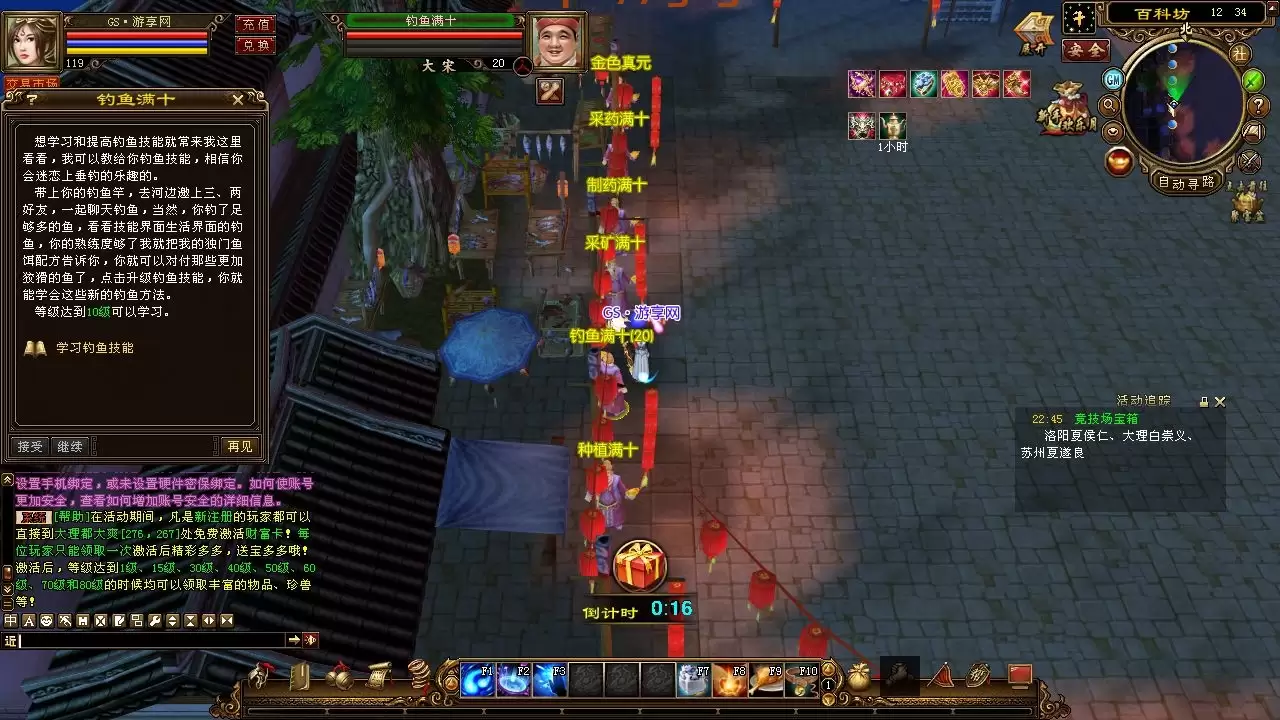 GS·游享网
充值
兑换
119
交易市场
钓鱼满十
大宋
20
展开
安全
百科坊
12 34
北
社
GM
自动寻路
1小时
钓鱼满十
想学习和提高钓鱼技能就常来我这里
看看，我可以教给你钓鱼技能，相信你
会迷恋上垂钓的乐趣的。
带上你的钓鱼竿，去河边邀上三、两
好友，一起聊天钓鱼，当然，你钓了足
够多的鱼，看看技能界面生活界面的钓
鱼，你的熟练度够了我就把我的独门鱼
饵配方告诉你，你就可以对付那些更加
狡猾的鱼了，点击升级钓鱼技能，你就
能学会这些新的钓鱼方法。
等级达到10级可以学习。
学习钓鱼技能
接受
继续
再见
金色真元
采药满十
制药满十
采矿满十
GS·游享网
钓鱼满十(20)
种植满十
活动追踪
22:45 竞技场宝箱
洛阳夏侯仁、大理白崇义、
苏州夏遂良
设置手机绑定，或未设置硬件密保绑定。如何使账号
更加安全，查看如何增加账号安全的详细信息。
[帮助]在活动期间，凡是新注册的玩家都可以
直接到大理都大爽[276，267]处免费激活财富卡！每
位玩家只能领取一次激活后精彩多多，送宝多多哦！
激活后，等级达到1级、15级、30级、40级、50级、60
级、70级和80级的时候均可以领取丰富的物品、珍兽
等！
近
倒计时 0:16
F1
F2
F3
F7
F8
F9
F10
1